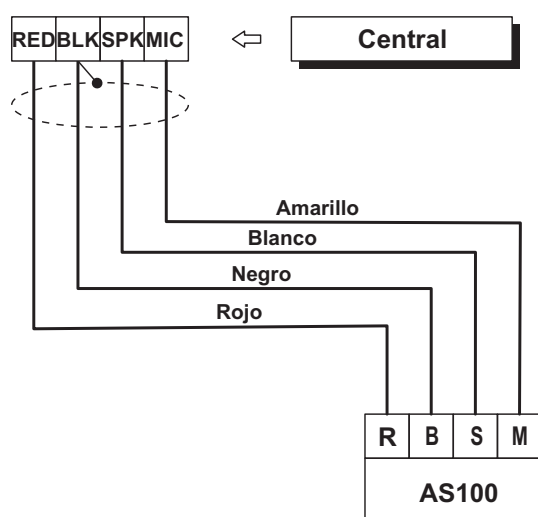 RED BLK SPK MIC
Central
Amarillo
Blanco
Negro
Rojo
R B S M
AS100